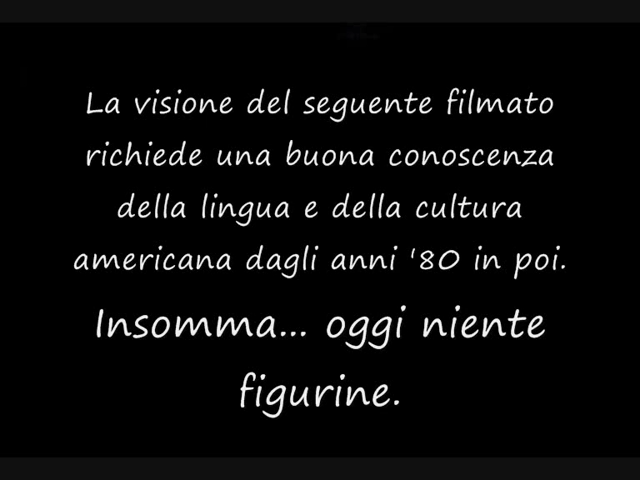 La visione del seguente filmato
richiede una buona conoscenza
della lingua e della cultura
americana dagli anni '80 in poi.
Insomma... oggi niente
figurine.